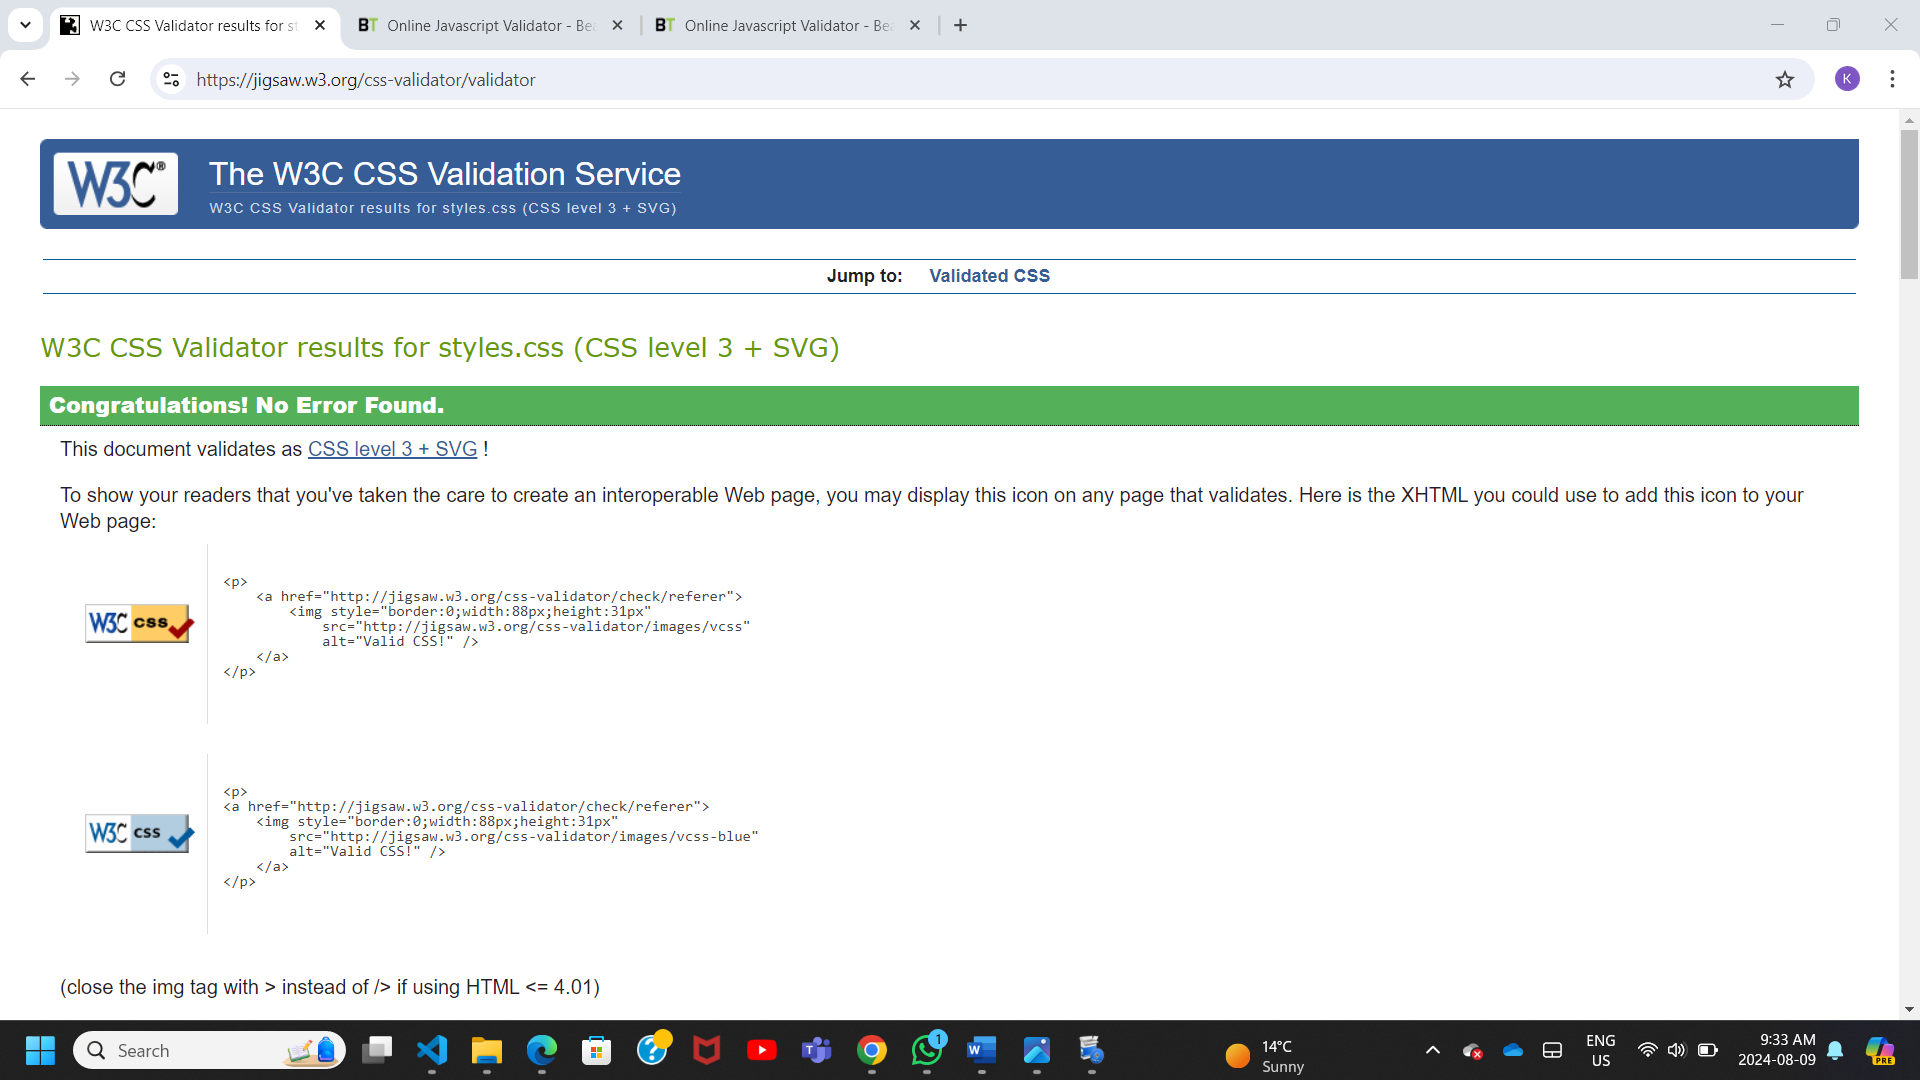 W3C CSS Validator results for st
Online Javascript Validator - Bea
Online Javascript Validator - Bea
https://jigsaw.w3.org/css-validator/validator
K
W3C®
The W3C CSS Validation Service
W3C CSS Validator results for styles.css (CSS level 3 + SVG)
Jump to: Validated CSS
W3C CSS Validator results for styles.css (CSS level 3 + SVG)
Congratulations! No Error Found.
This document validates as CSS level 3 + SVG !
To show your readers that you've taken the care to create an interoperable Web page, you may display this icon on any page that validates. Here is the XHTML you could use to add this icon to your
Web page:
W3C css
<p>
<a href="http://jigsaw.w3.org/css-validator/check/referer">
<img style="border:0;width:88px;height:31px"
src="http://jigsaw.w3.org/css-validator/images/vcss"
alt="Valid CSS!" />
</a>
</p>
W3C css
<p>
<a href="http://jigsaw.w3.org/css-validator/check/referer">
<img style="border:0;width:88px;height:31px"
src="http://jigsaw.w3.org/css-validator/images/vcss-blue"
alt="Valid CSS!" />
</a>
</p>
(close the img tag with > instead of /> if using HTML <= 4.01)
Search
1
14°C
Sunny
ENG
US
9:33 AM
2024-08-09
PRE